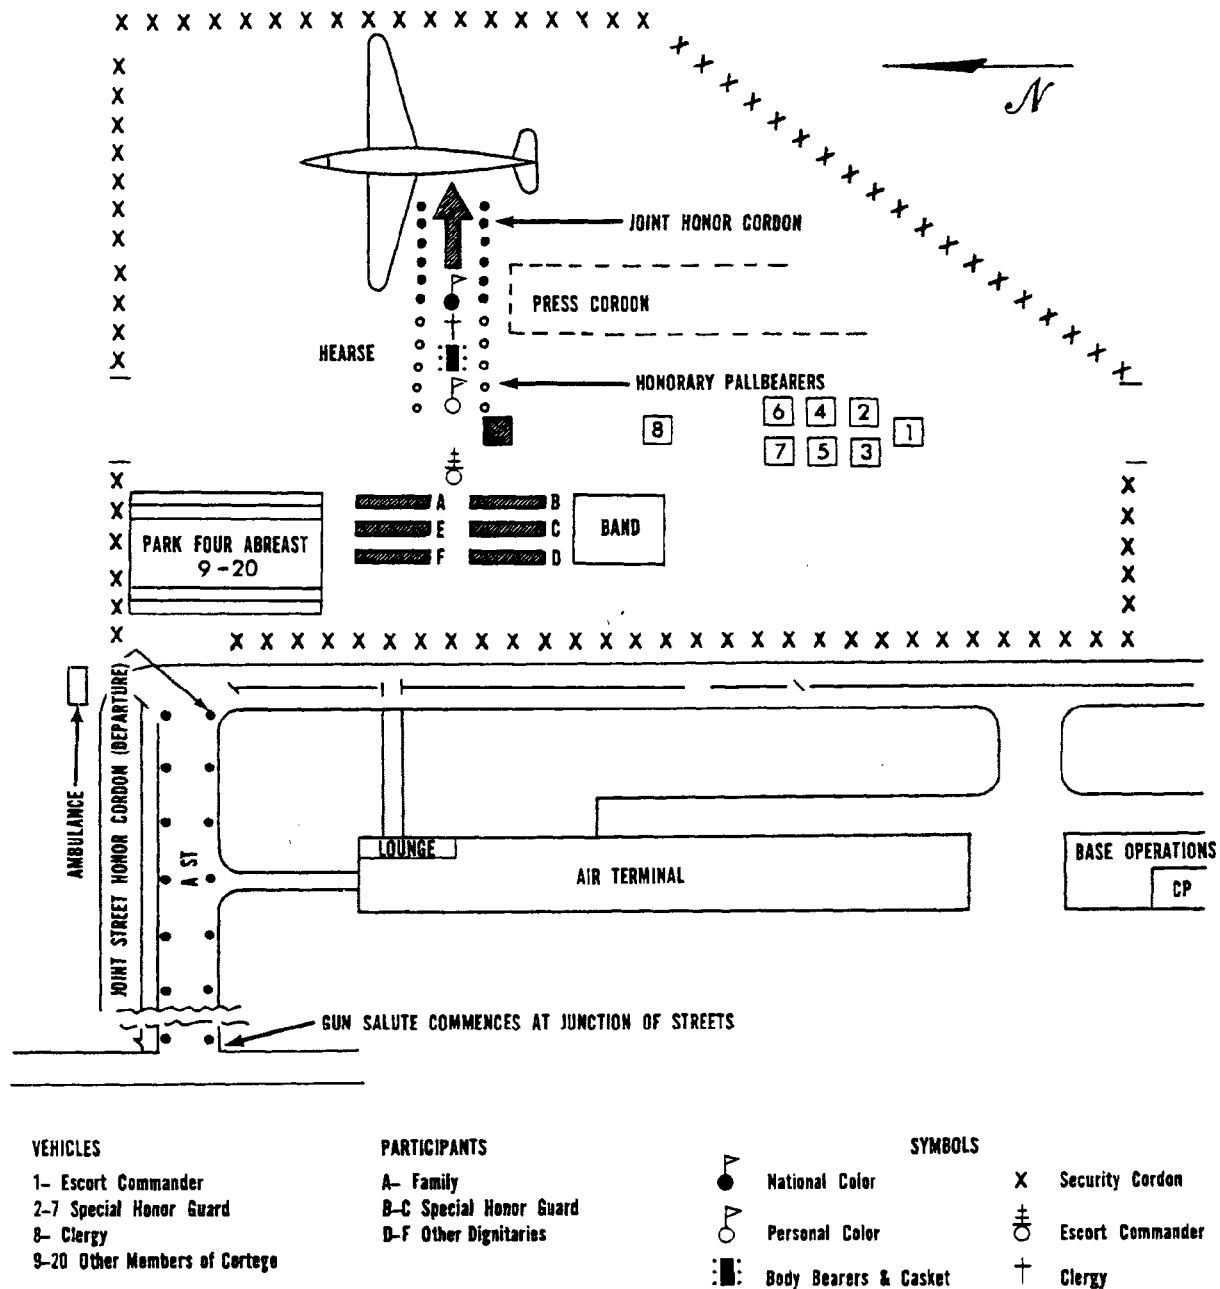 N
JOINT HONOR CORDON
PRESS CORDON
HEARSE
HONORARY PALLBEARERS
6 4 2
8
1
7 5 3
A B
PARK FOUR ABREAST
9-20
E C
BAND
F D
AMBULANCE
JOINT STREET HONOR CORDON (DEPARTURE)
A ST
LOUNGE
AIR TERMINAL
BASE OPERATIONS
CP
GUN SALUTE COMMENCES AT JUNCTION OF STREETS
VEHICLES
1- Escort Commander
2-7 Special Honor Guard
8- Clergy
9-20 Other Members of Cortege
PARTICIPANTS
A- Family
B-C Special Honor Guard
D-F Other Dignitaries
SYMBOLS
National Color
Personal Color
Body Bearers & Casket
X Security Cordon
Escort Commander
Clergy